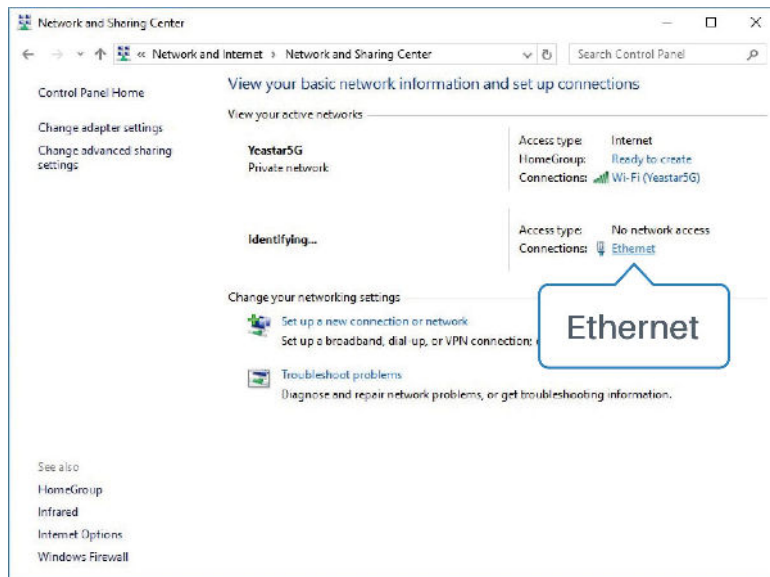 Network and Sharing Center
« Network and Internet › Network and Sharing Center
Search Control Panel
Control Panel Home
Change adapter settings
Change advanced sharing
settings
View your basic network information and set up connections
View your active networks
Yeastar5G
Private network
Access type: Internet
HomeGroup: Ready to create
Connections: Wi-Fi (Yeastar5G)
Identifying...
Access type: No network access
Connections: Ethernet
Ethernet
Change your networking settings
Set up a new connection or network
Set up a broadband, dial-up, or VPN connection;
Troubleshoot problems
Diagnose and repair network problems, or get troubleshooting information.
See also
HomeGroup
Infrared
Internet Options
Windows Firewall